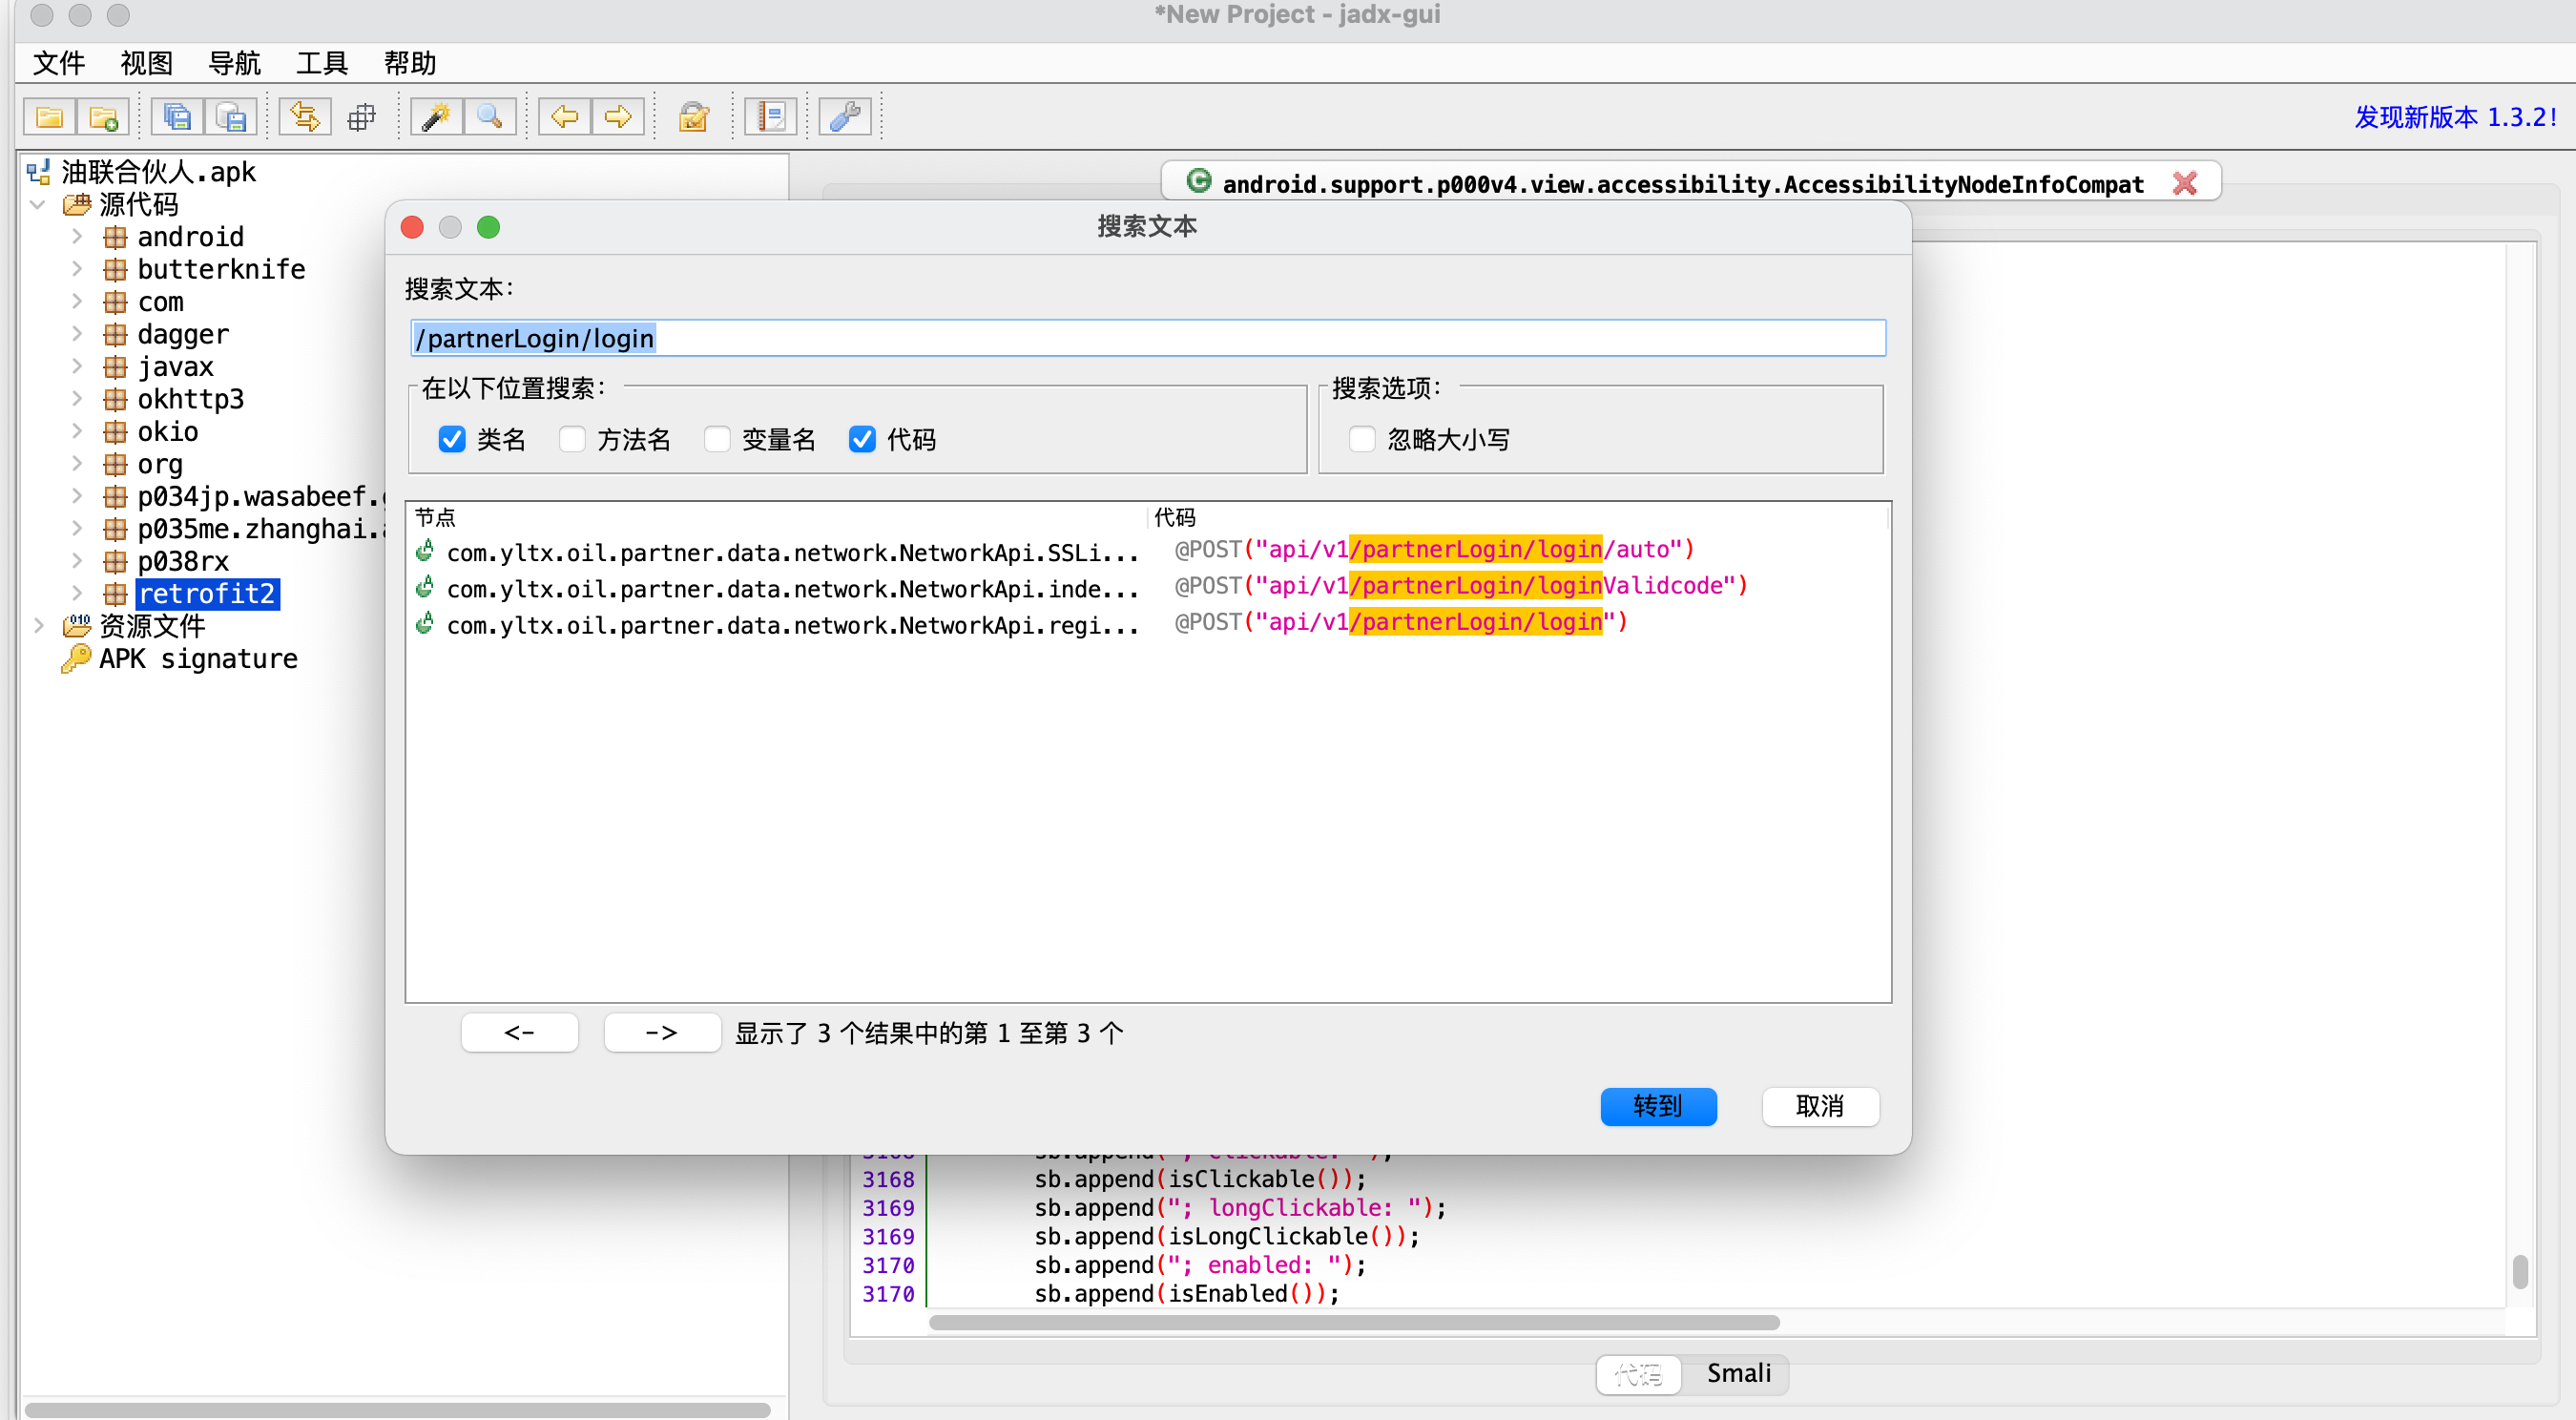 *New Project - jadx-gui
文件 视图 导航 工具 帮助
发现新版本 1.3.2!
油联合伙人.apk
源代码
android
butterknife
com
dagger
javax
okhttp3
okio
org
p034jp.wasabeef.
p035me.zhanghai.
p038rx
retrofit2
资源文件
APK signature
android.support.p000v4.view.accessibility.AccessibilityNodeInfoCompat
搜索文本
搜索文本：
/partnerLogin/login
在以下位置搜索：
类名 方法名 变量名 代码
搜索选项：
忽略大小写
节点 代码
com.yltx.oil.partner.data.network.NetworkApi.SSLi... @POST("api/v1/partnerLogin/login/auto")
com.yltx.oil.partner.data.network.NetworkApi.inde... @POST("api/v1/partnerLogin/loginValidcode")
com.yltx.oil.partner.data.network.NetworkApi.regi... @POST("api/v1/partnerLogin/login")
<- -> 显示了 3 个结果中的第 1 至第 3 个
转到 取消
3168 sb.append(isClickable());
3169 sb.append("; longClickable: ");
3169 sb.append(isLongClickable());
3170 sb.append("; enabled: ");
3170 sb.append(isEnabled());
代码 Smali